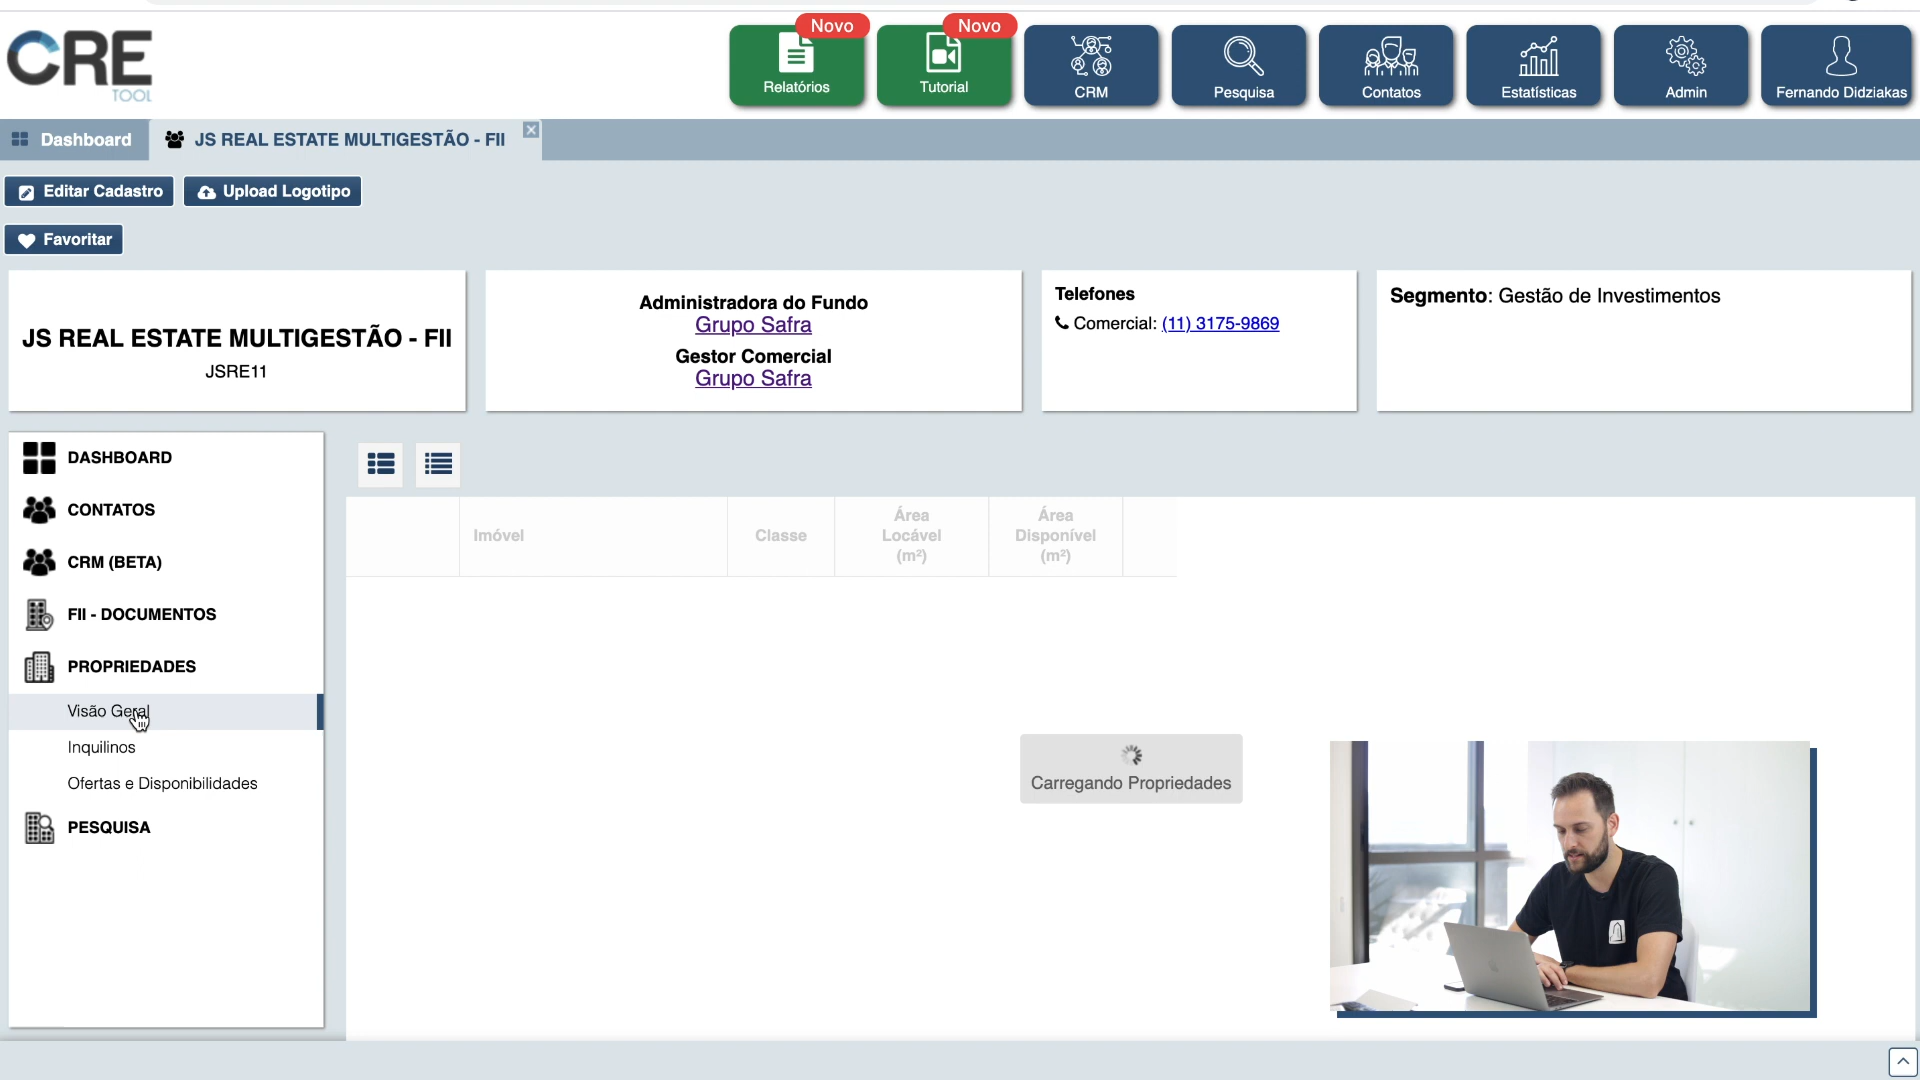 CRE
TOOL
Novo
Relatórios
Novo
Tutorial
CRM
Pesquisa
Contatos
Estatísticas
Admin
Fernando Didziakas
Dashboard
JS REAL ESTATE MULTIGESTÃO - FII
Editar Cadastro
Upload Logotipo
Favoritar
JS REAL ESTATE MULTIGESTÃO - FII
JSRE11
Administradora do Fundo
Grupo Safra
Gestor Comercial
Grupo Safra
Telefones
Comercial: (11) 3175-9869
Segmento: Gestão de Investimentos
DASHBOARD
CONTATOS
CRM (BETA)
FII - DOCUMENTOS
PROPRIEDADES
Visão Geral
Inquilinos
Ofertas e Disponibilidades
PESQUISA
Imóvel
Classe
Área
Locável
(m²)
Área
Disponível
(m²)
Carregando Propriedades